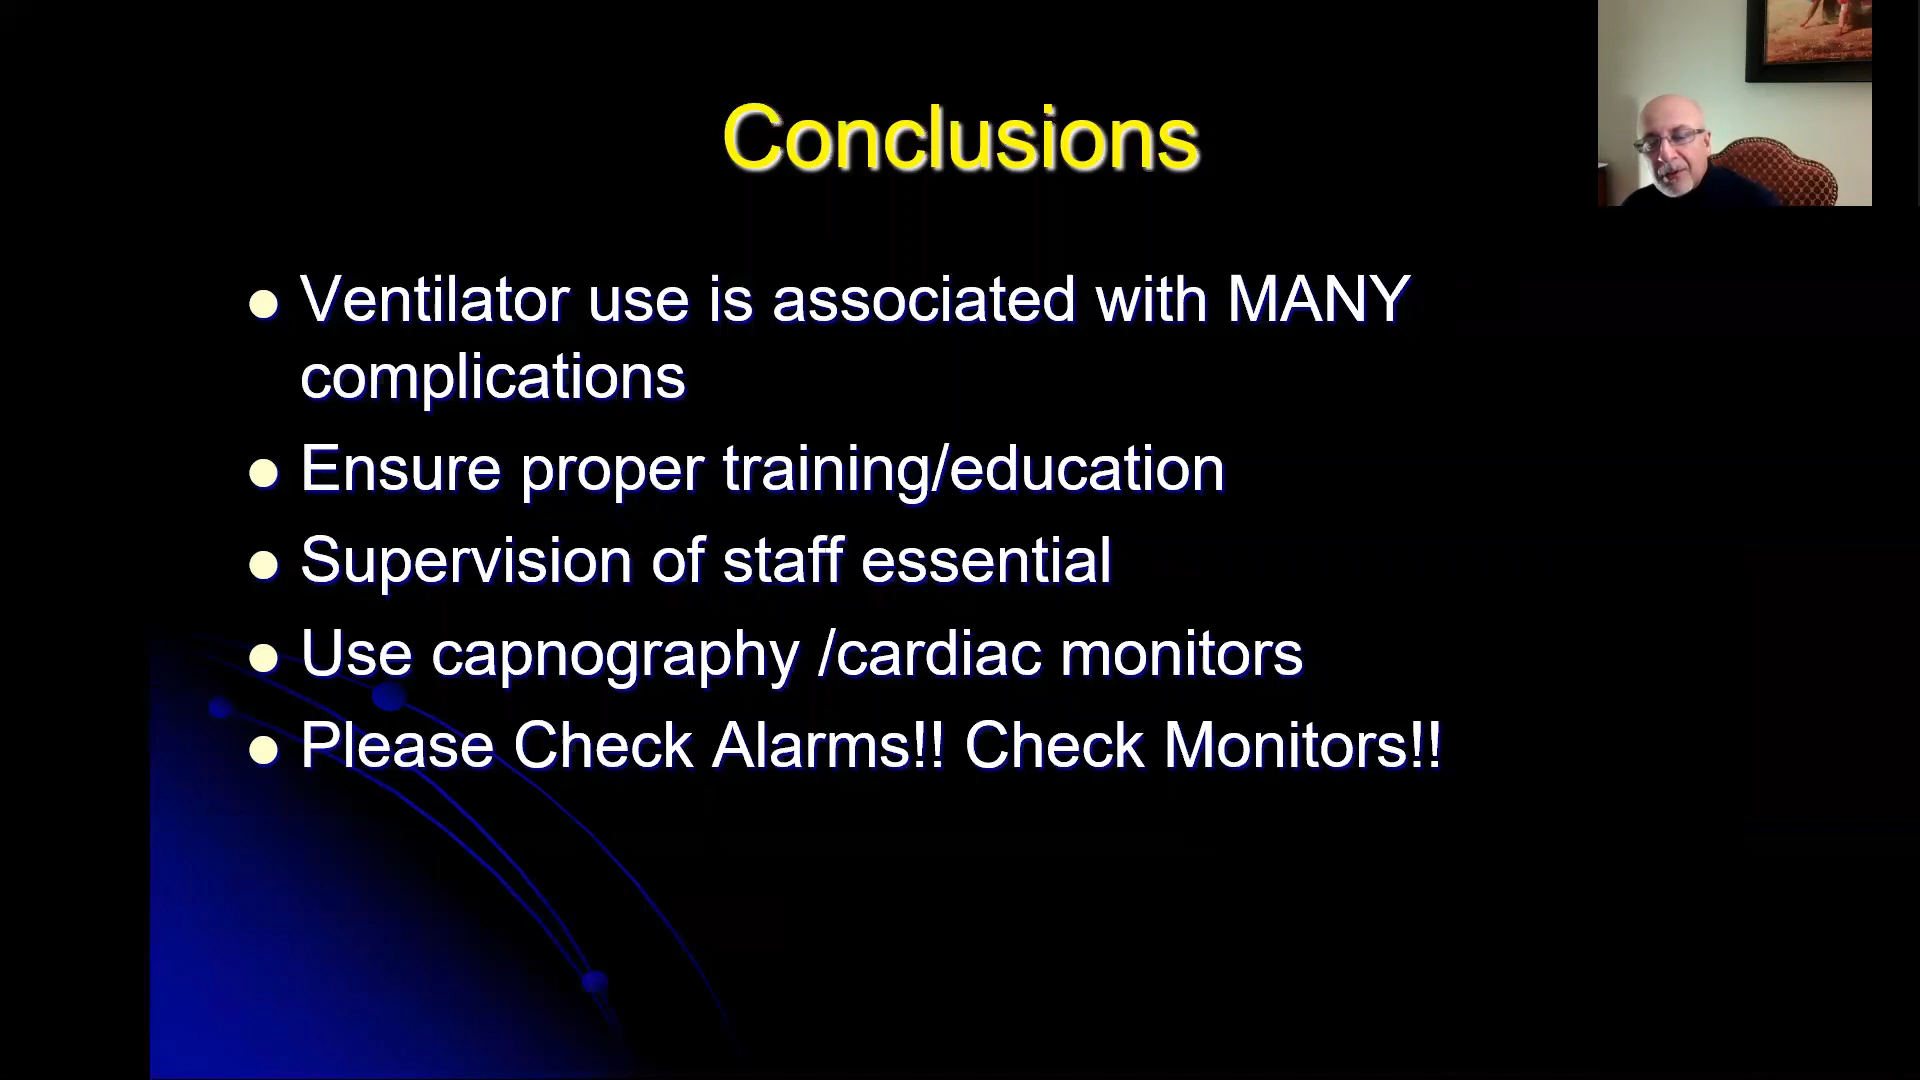 Conclusions
Ventilator use is associated with MANY
complications
Ensure proper training/education
Supervision of staff essential
Use capnography /cardiac monitors
Please Check Alarms!! Check Monitors!!